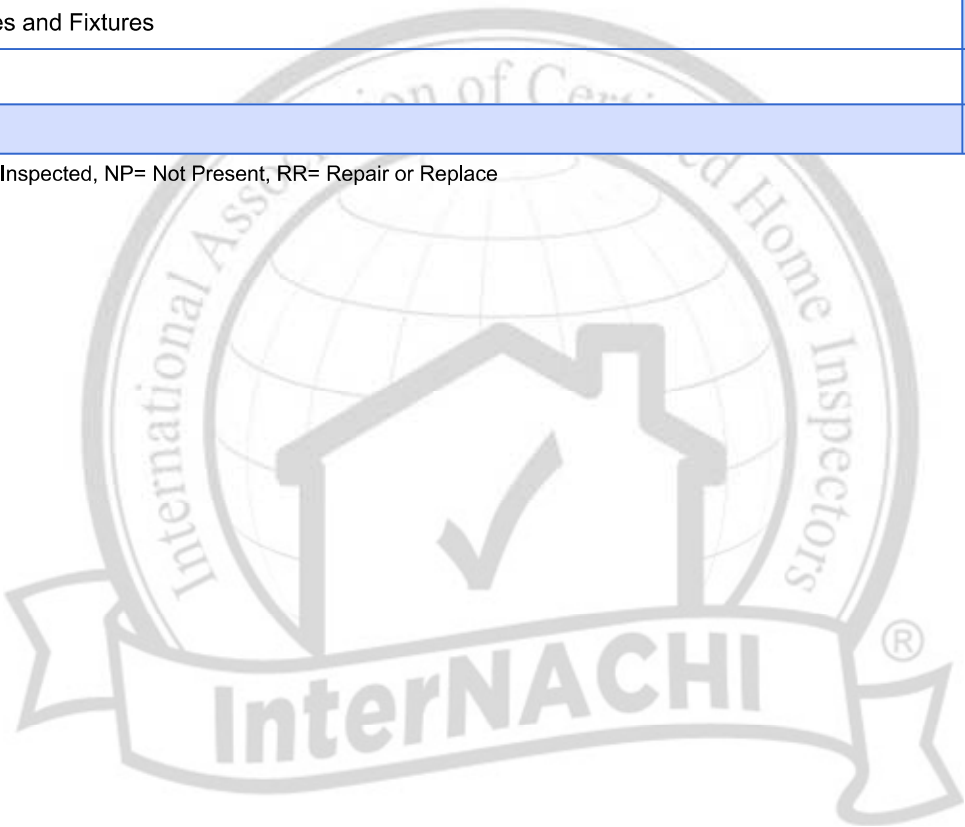 es and Fixtures
Inspected, NP= Not Present, RR= Repair or Replace
International Association of Certified Home Inspectors
InterNACHI
®